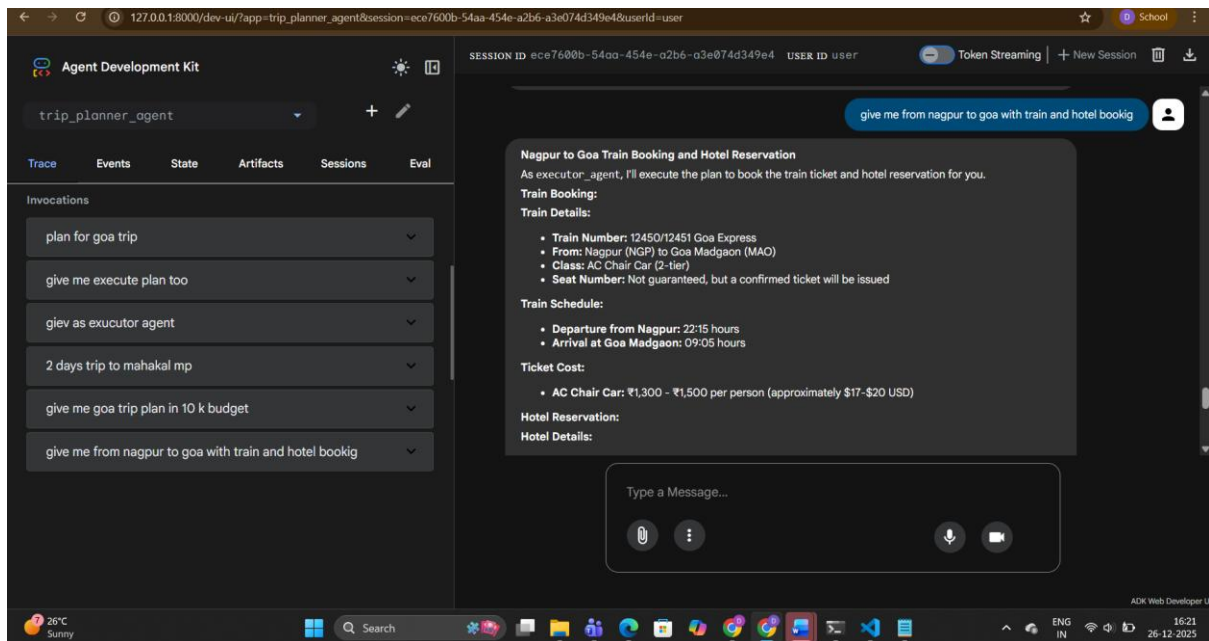 127.0.0.1:8000/dev-ui/?app=trip_planner_agent&session=ece7600b-54aa-454e-a2b6-a3e074d349e4&userId=user
D School
Agent Development Kit
SESSION ID ece7600b-54aa-454e-a2b6-a3e074d349e4 USER ID user
Token Streaming
New Session
trip_planner_agent
Trace Events State Artifacts Sessions Eval
Invocations
plan for goa trip
give me execute plan too
giev as exucutor agent
2 days trip to mahakal mp
give me goa trip plan in 10 k budget
give me from nagpur to goa with train and hotel bookig
give me from nagpur to goa with train and hotel bookig
Nagpur to Goa Train Booking and Hotel Reservation
As executor_agent, I'll execute the plan to book the train ticket and hotel reservation for you.
Train Booking:
Train Details:
• Train Number: 12450/12451 Goa Express
• From: Nagpur (NGP) to Goa Madgaon (MAO)
• Class: AC Chair Car (2-tier)
• Seat Number: Not guaranteed, but a confirmed ticket will be issued
Train Schedule:
• Departure from Nagpur: 22:15 hours
• Arrival at Goa Madgaon: 09:05 hours
Ticket Cost:
• AC Chair Car: ₹1,300 - ₹1,500 per person (approximately $17-$20 USD)
Hotel Reservation:
Hotel Details:
Type a Message...
ADK Web Developer U
7
26°C
Sunny
Search
ENG
IN
16:21
26-12-2025